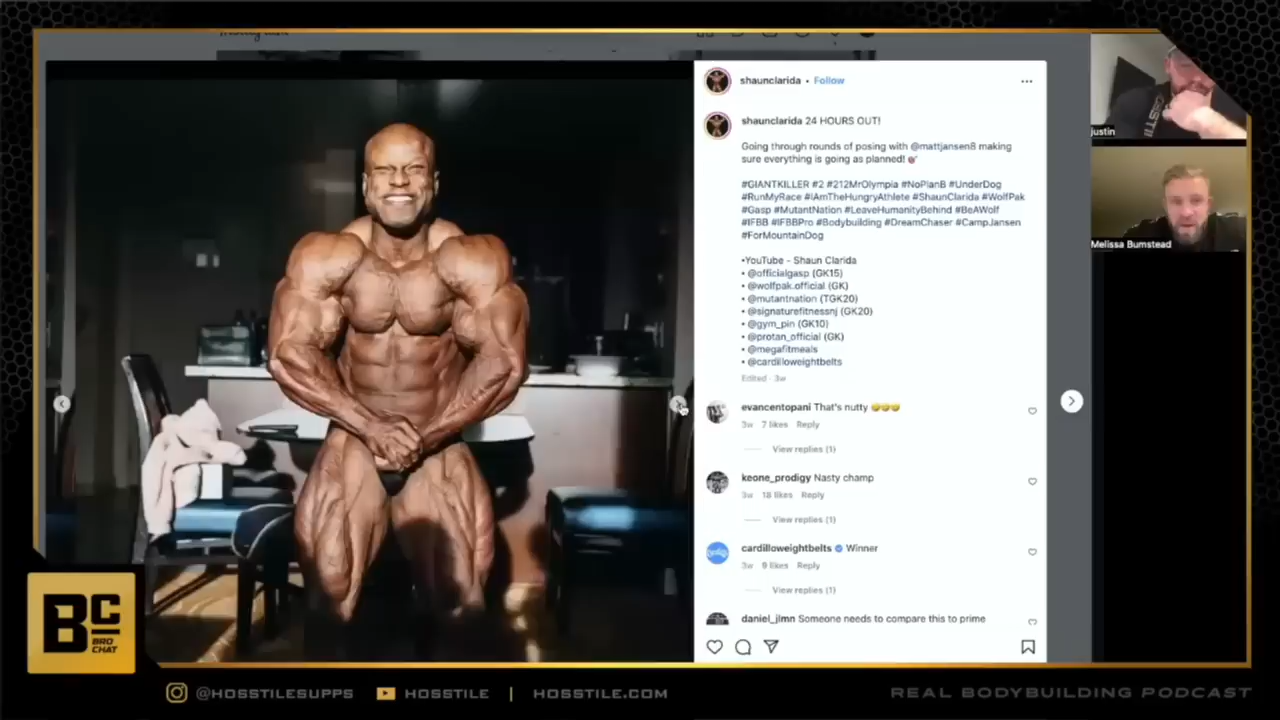 shaunclarida • Follow
shaunclarida 24 HOURS OUT!
Going through rounds of posing with @mattjansen8 making
sure everything is going as planned!
#GIANTKILLER #2 #212MrOlympia #NoPlanB #UnderDog
#RunMyRace #IAmTheHungryAthlete #ShaunClarida #WolfPak
#Gasp #MutantNation #LeaveHumanityBehind #BeAWolf
#IFBB #IFBBPro #Bodybuilding #DreamChaser #CampJansen
#ForMountainDog
•YouTube - Shaun Clarida
• @officialgasp (GK15)
• @wolfpak.official (GK)
• @mutantnation (TGK20)
• @signaturefitnessnj (GK20)
• @gym_pin (GK10)
• @protan_official (GK)
• @megafitmeals
• @cardilloweightbelts
Edited · 3w
evancentopani That's nutty 🤣🤣🤣
3w 7 likes Reply
View replies (1)
keone_prodigy Nasty champ
3w 18 likes Reply
View replies (1)
cardilloweightbelts Winner
3w 9 likes Reply
View replies (1)
daniel_jlmn Someone needs to compare this to prime
justin
Melissa Bumstead
BC
BRO
CHAT
@HOSSTILESUPPS HOSSTILE | HOSSTILE.COM
REAL BODYBUILDING PODCAST